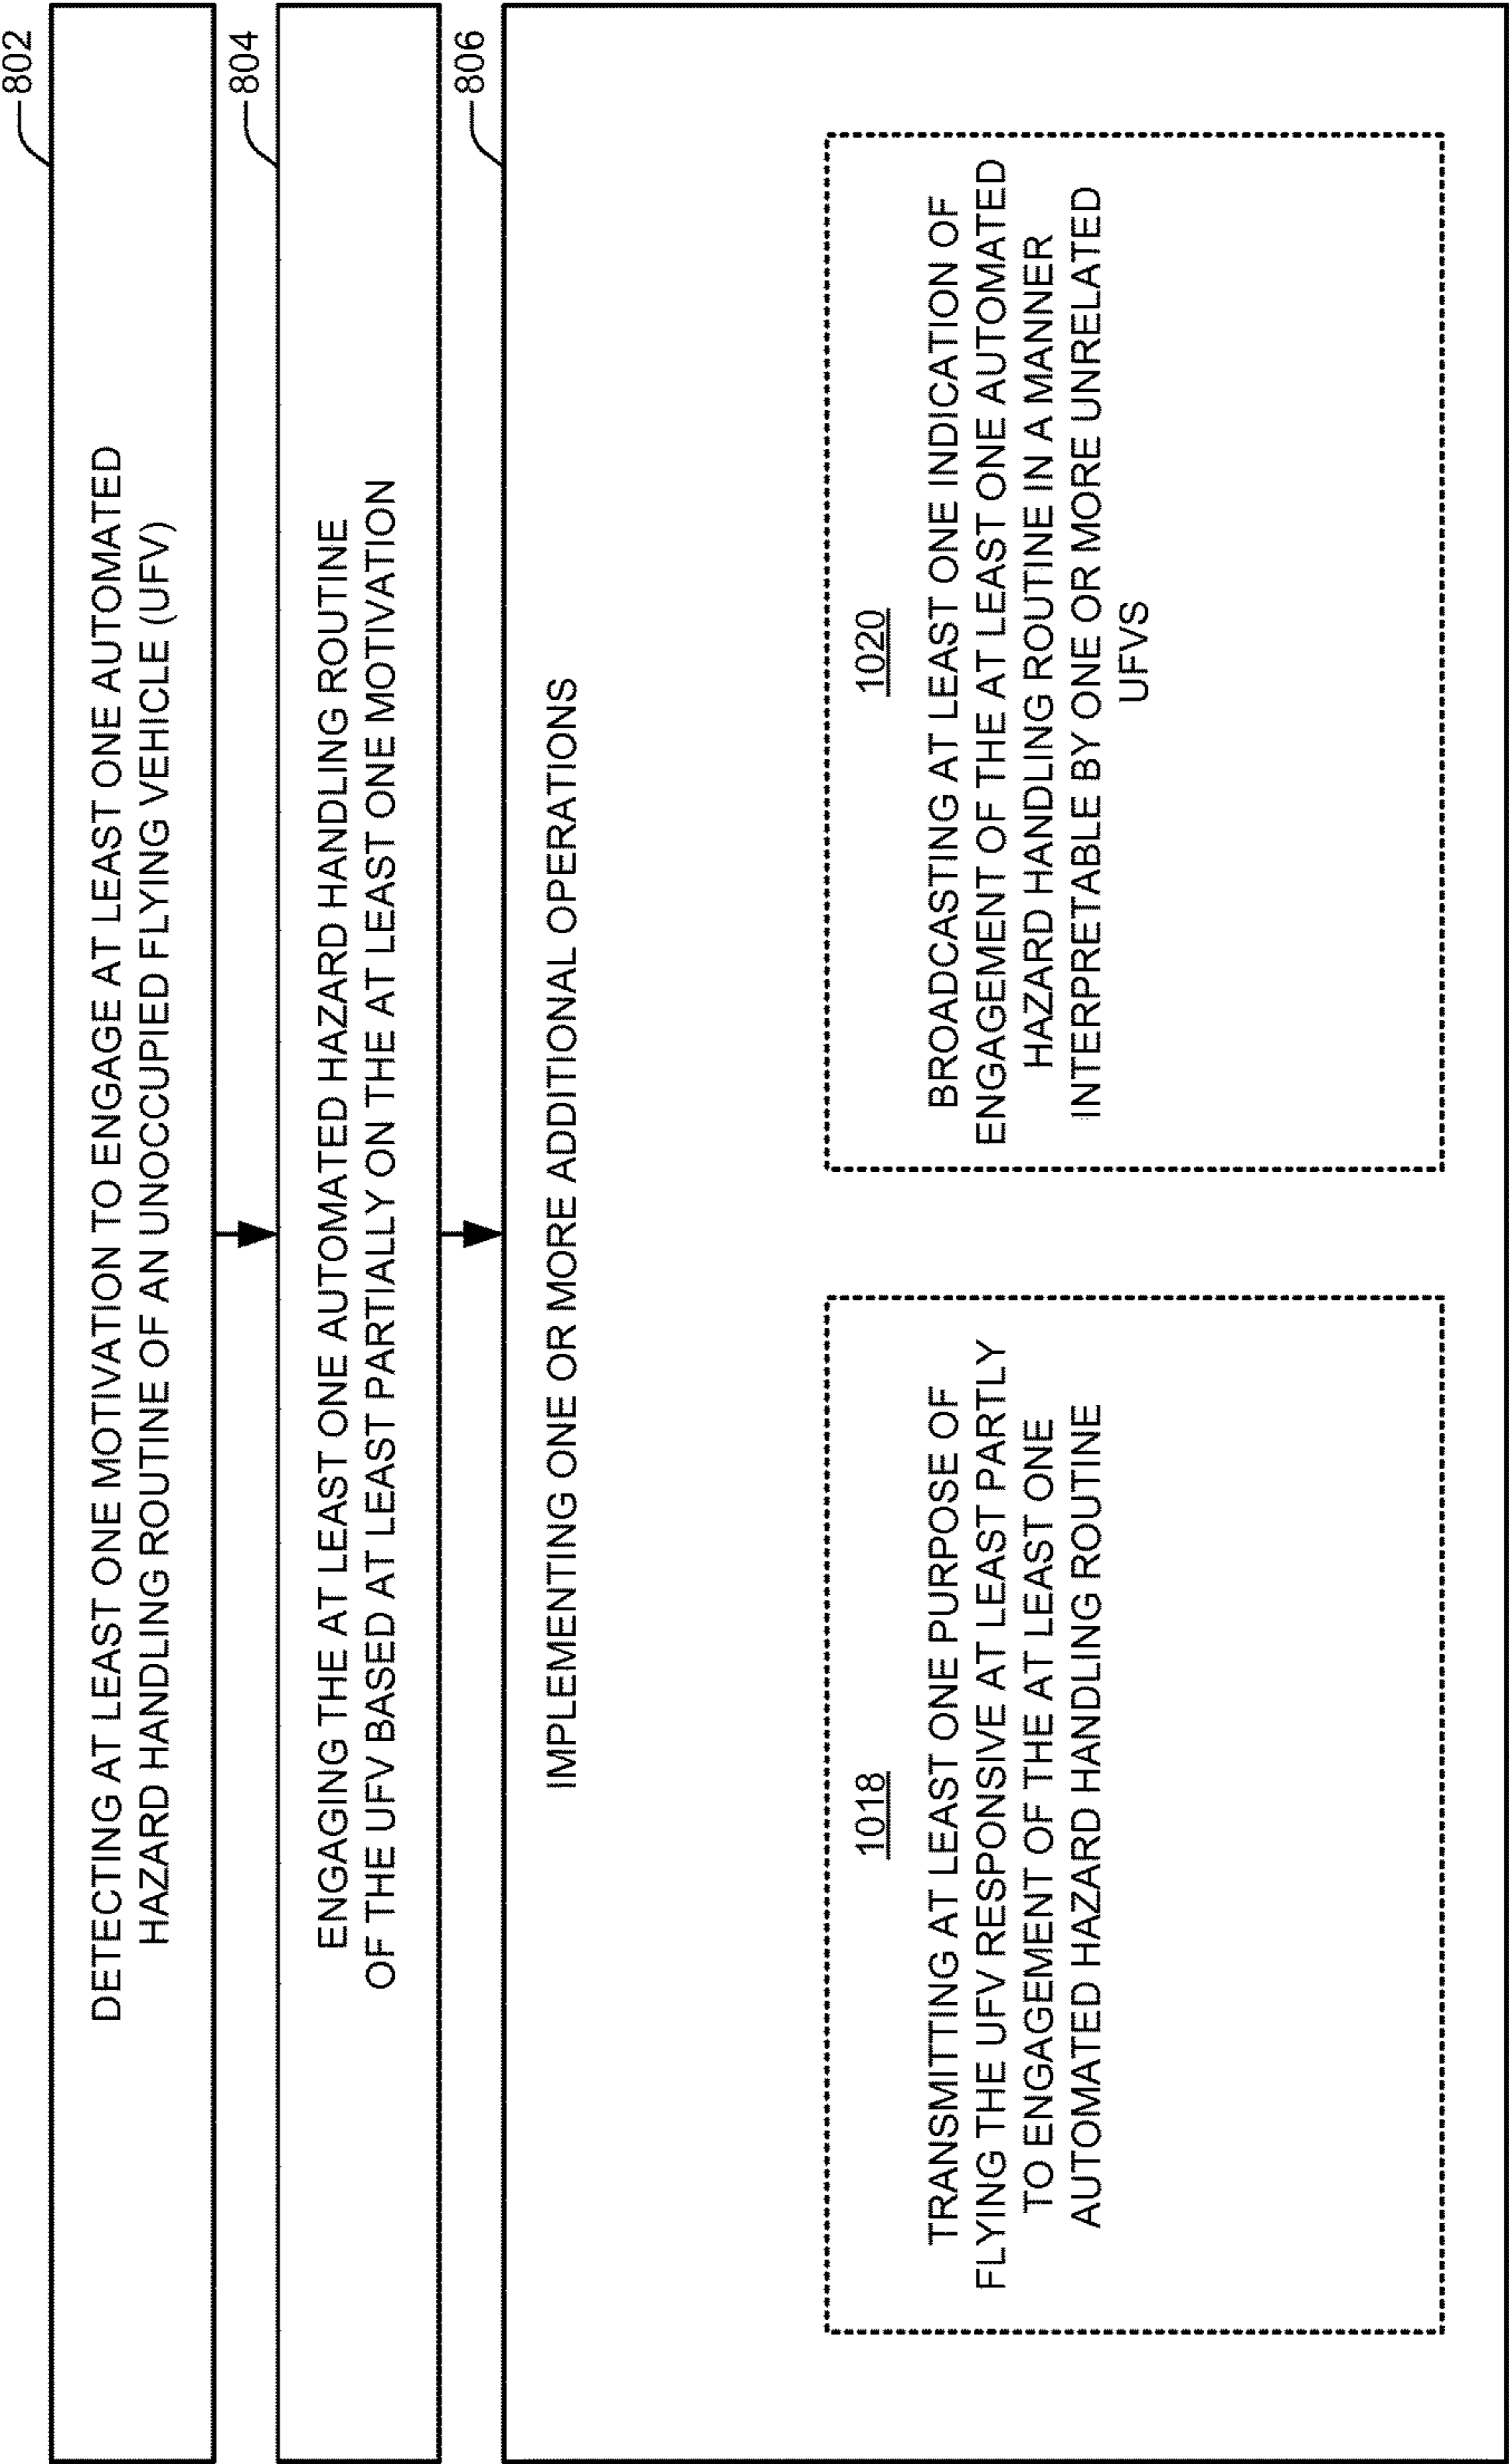 802
DETECTING AT LEAST ONE MOTIVATION TO ENGAGE AT LEAST ONE AUTOMATED
HAZARD HANDLING ROUTINE OF AN UNOCCUPIED FLYING VEHICLE (UFV)
804
ENGAGING THE AT LEAST ONE AUTOMATED HAZARD HANDLING ROUTINE
OF THE UFV BASED AT LEAST PARTIALLY ON THE AT LEAST ONE MOTIVATION
806
IMPLEMENTING ONE OR MORE ADDITIONAL OPERATIONS
1018
TRANSMITTING AT LEAST ONE PURPOSE OF
FLYING THE UFV RESPONSIVE AT LEAST PARTLY
TO ENGAGEMENT OF THE AT LEAST ONE
AUTOMATED HAZARD HANDLING ROUTINE
1020
BROADCASTING AT LEAST ONE INDICATION OF
ENGAGEMENT OF THE AT LEAST ONE AUTOMATED
HAZARD HANDLING ROUTINE IN A MANNER
INTERPRETABLE BY ONE OR MORE UNRELATED
UFVS